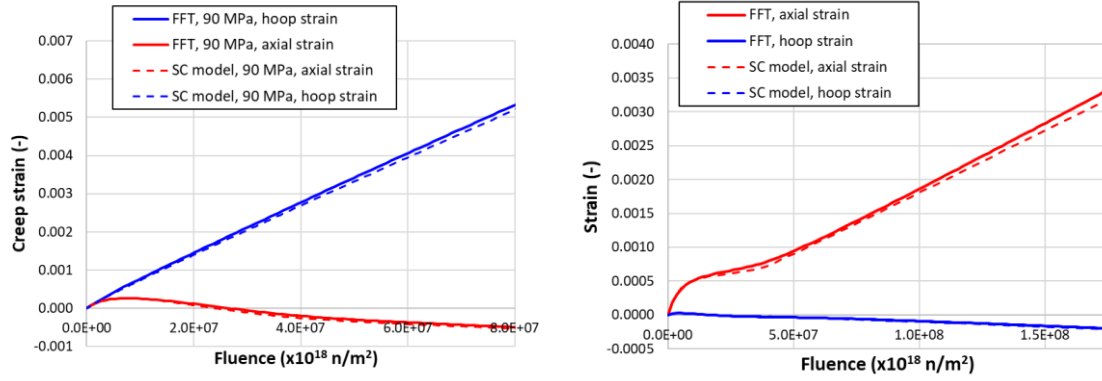 FFT, 90 MPa, hoop strain
FFT, 90 MPa, axial strain
SC model, 90 MPa, axial strain
SC model, 90 MPa, hoop strain
0.007
0.006
0.005
0.004
0.003
0.002
0.001
0.000
-0.001
Creep strain (-)
0.0E+00
2.0E+07
4.0E+07
6.0E+07
8.0E+07
Fluence (x10¹⁸ n/m²)
FFT, axial strain
FFT, hoop strain
SC model, axial strain
SC model, hoop strain
0.0040
0.0035
0.0030
0.0025
0.0020
0.0015
0.0010
0.0005
0.0000
-0.0005
Strain (-)
0.0E+00
5.0E+07
1.0E+08
1.5E+08
Fluence (x10¹⁸ n/m²)